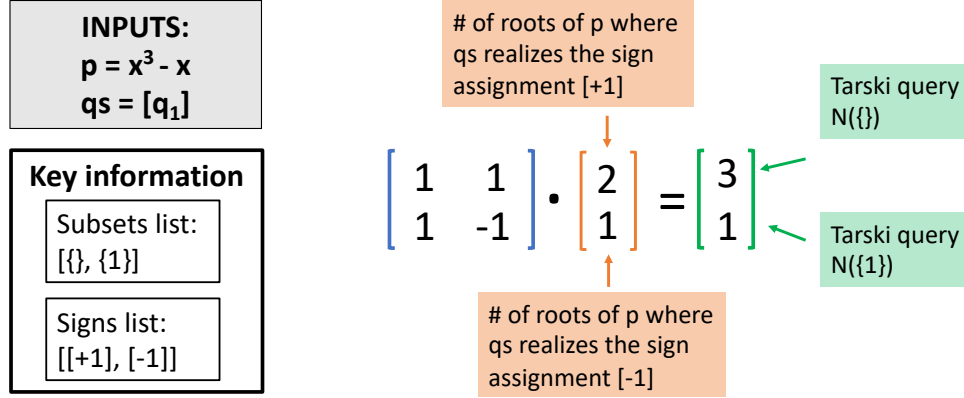 INPUTS:
p = x³ - x
qs = [q₁]
Key information
Subsets list:
[{}, {1}]
Signs list:
[[+1], [-1]]
# of roots of p where
qs realizes the sign
assignment [+1]
1 1
1 -1
·
2
1
=
3
1
# of roots of p where
qs realizes the sign
assignment [-1]
Tarski query
N({})
Tarski query
N({1})